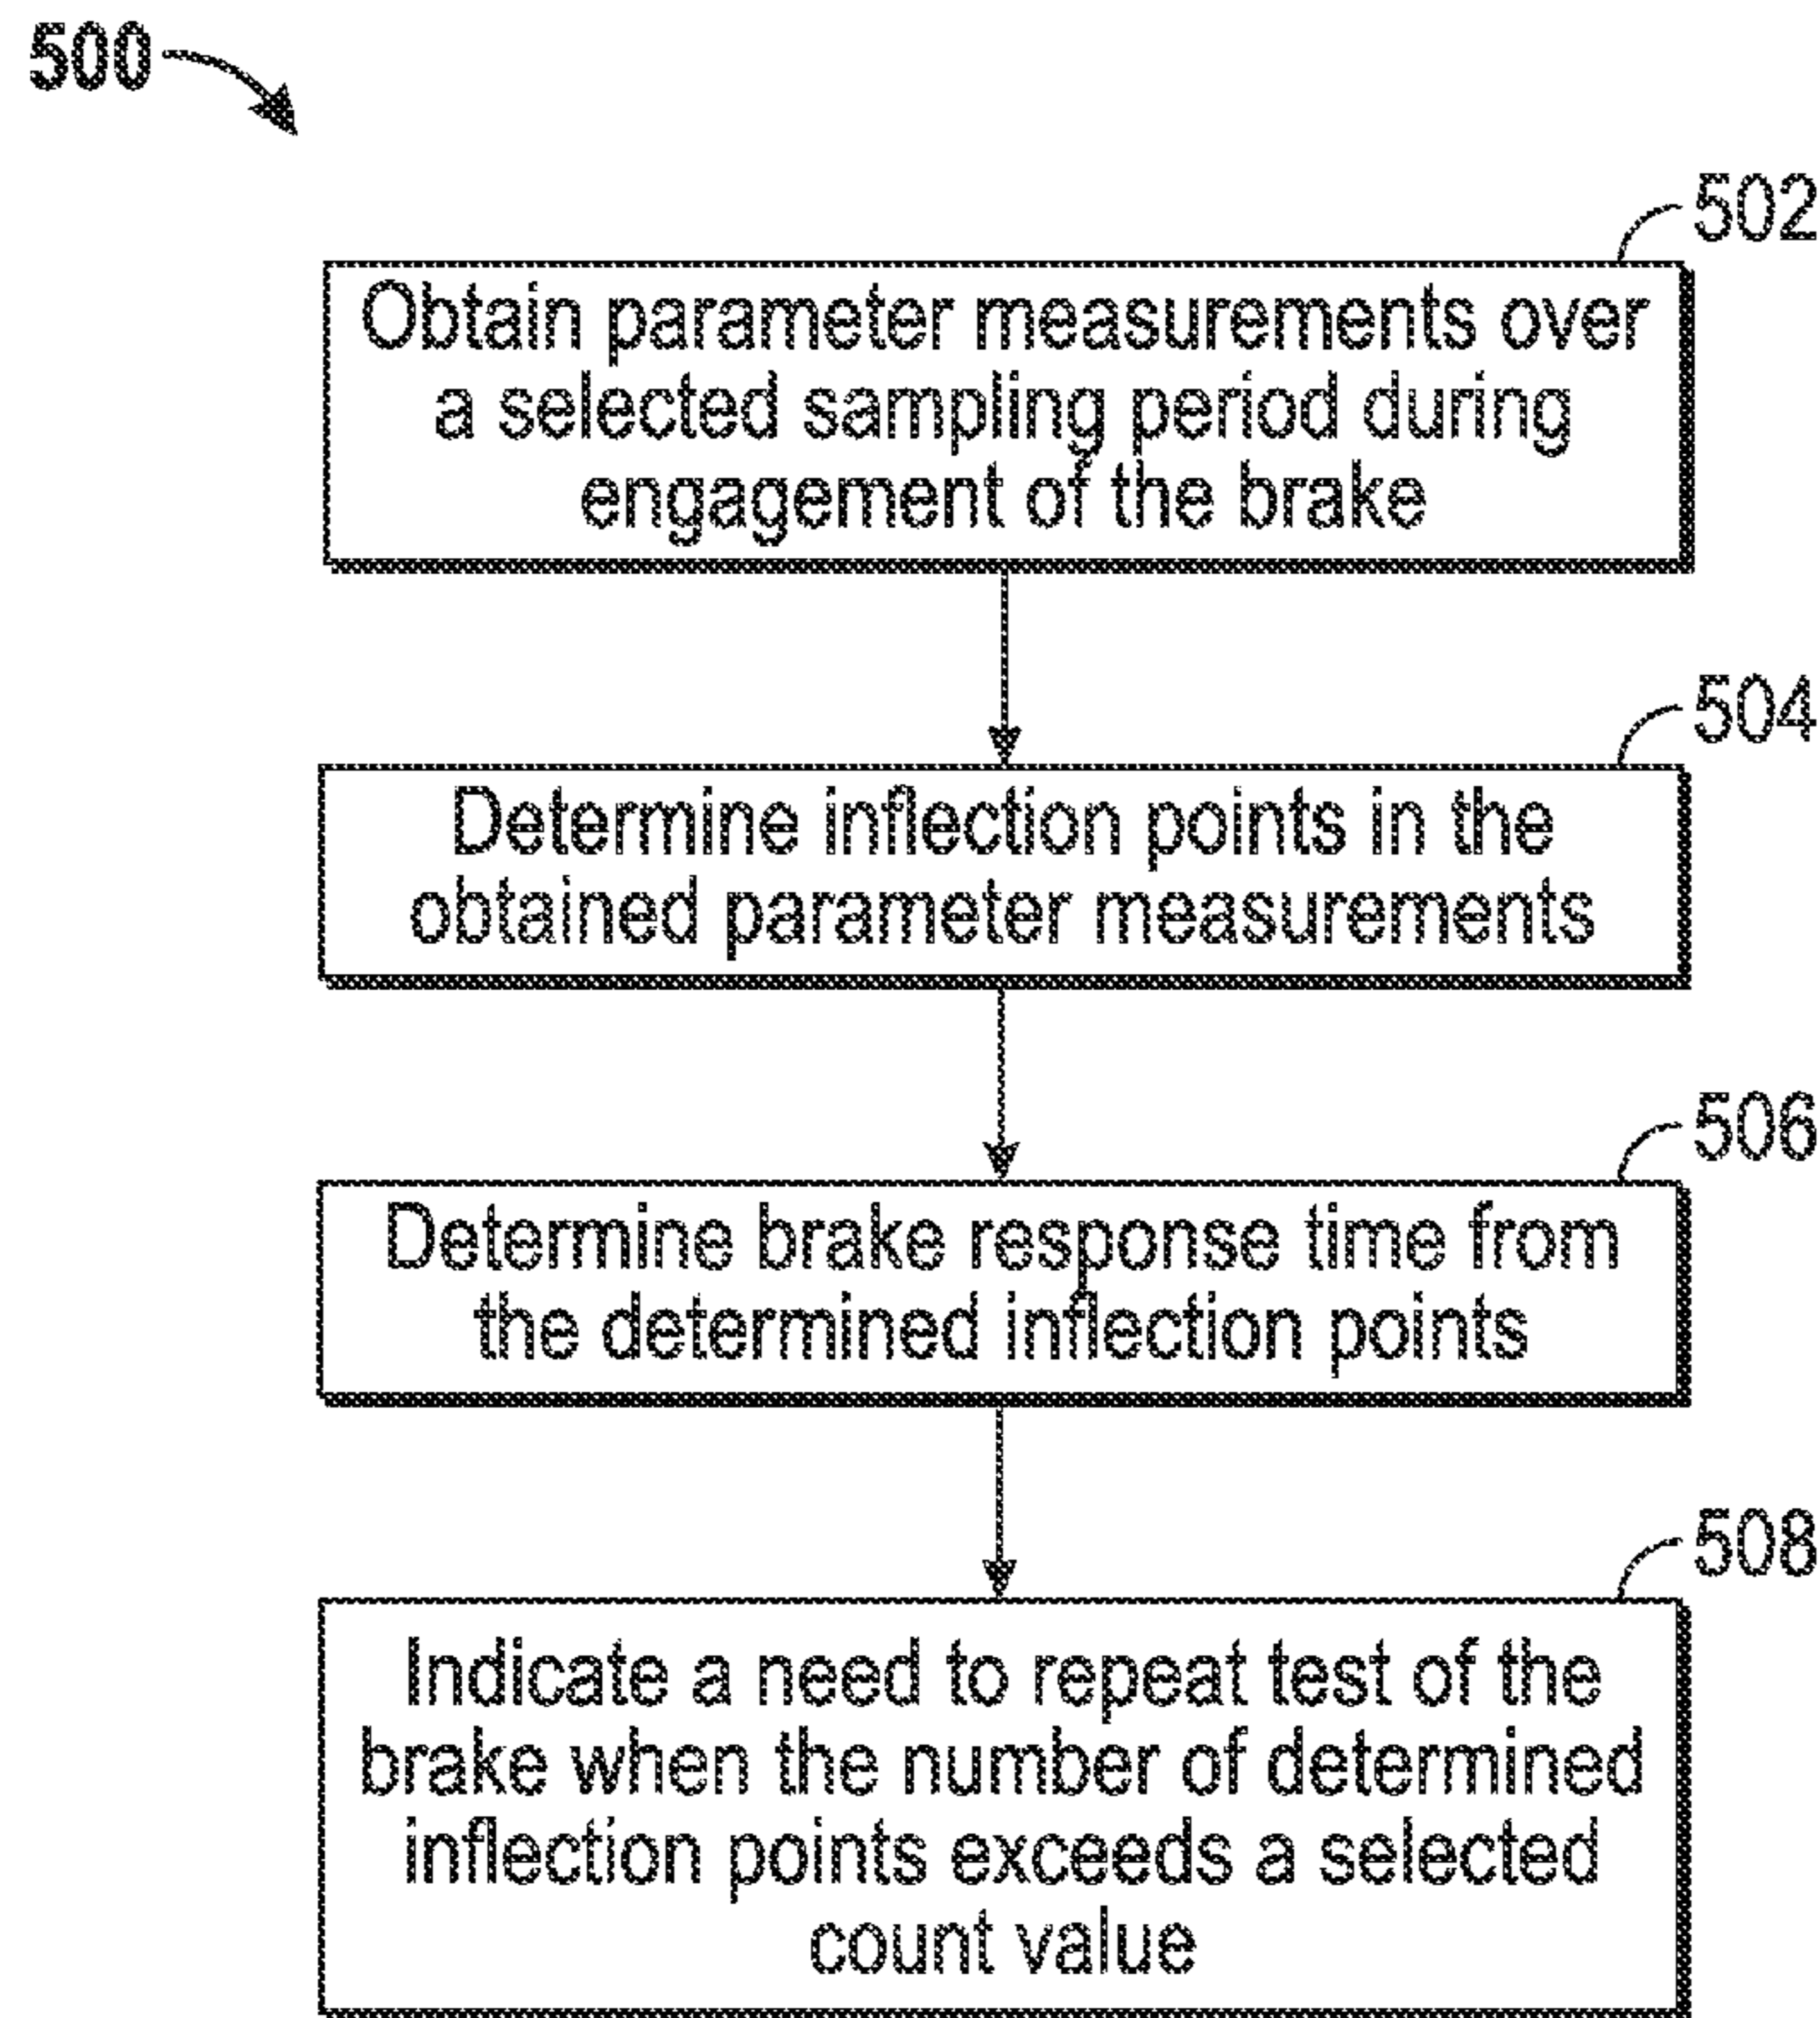 500
502
Obtain parameter measurements over
a selected sampling period during
engagement of the brake
504
Determine inflection points in the
obtained parameter measurements
506
Determine brake response time from
the determined inflection points
508
Indicate a need to repeat test of the
brake when the number of determined
inflection points exceeds a selected
count value